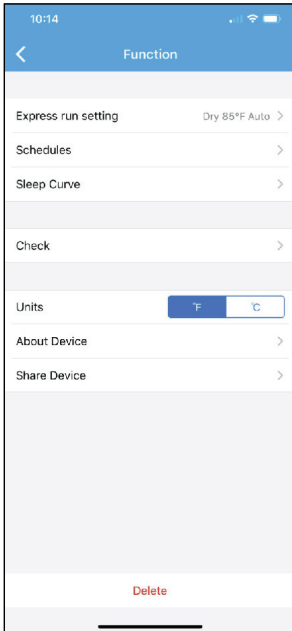 10:14
Function
Express run setting Dry 85°F Auto
Schedules
Sleep Curve
Check
Units °F °C
About Device
Share Device
Delete